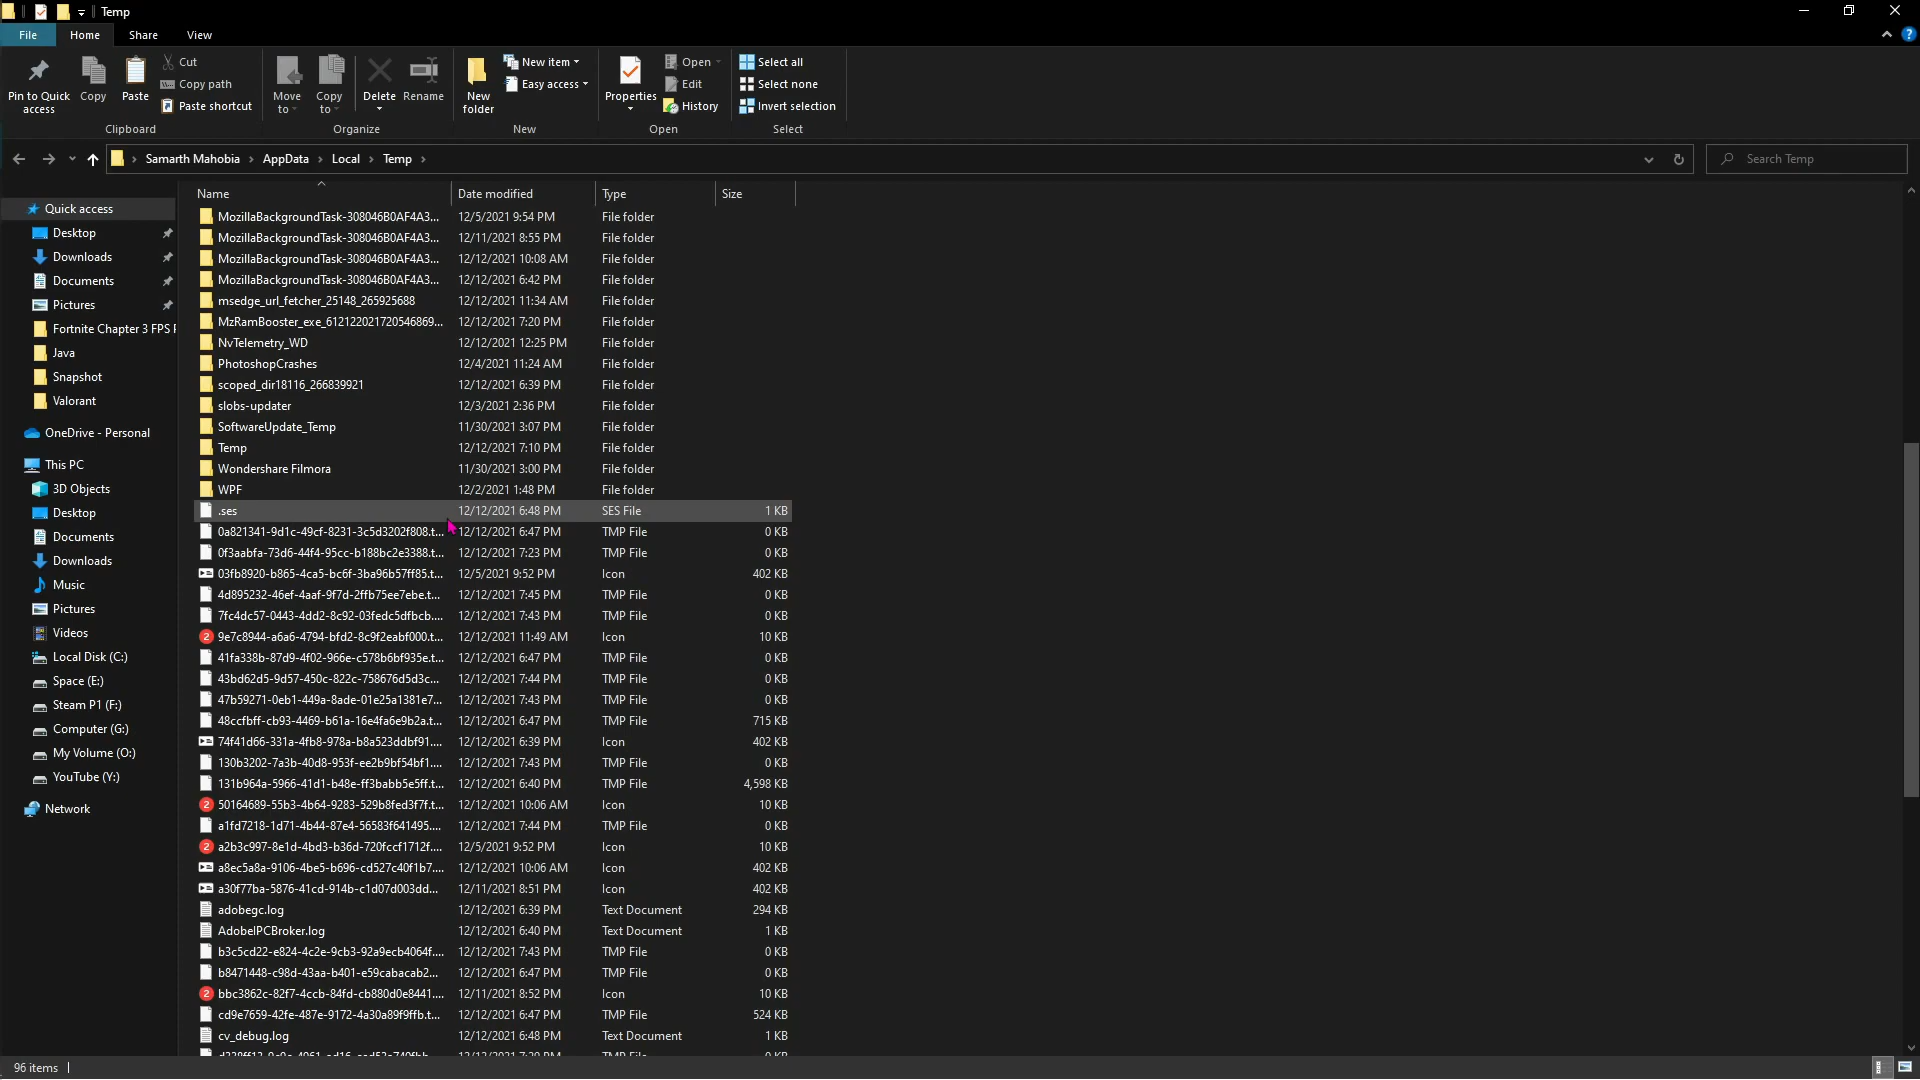 Temp
File Home Share View
Pin to Quick access
Copy
Paste
Cut
Copy path
Paste shortcut
Clipboard
Move to
Copy to
Delete
Rename
Organize
New folder
New item
Easy access
New
Properties
Open
Edit
History
Open
Select all
Select none
Invert selection
Select
Samarth Mahobia > AppData > Local > Temp >
Search Temp
Quick access
Desktop
Downloads
Documents
Pictures
Fortnite Chapter 3 FPS
Java
Snapshot
Valorant
OneDrive - Personal
This PC
3D Objects
Desktop
Documents
Downloads
Music
Pictures
Videos
Local Disk (C:)
Space (E:)
Steam P1 (F:)
Computer (G:)
My Volume (O:)
YouTube (Y:)
Network
Name Date modified Type Size
MozillaBackgroundTask-308046B0AF4A3... 12/5/2021 9:54 PM File folder
MozillaBackgroundTask-308046B0AF4A3... 12/11/2021 8:55 PM File folder
MozillaBackgroundTask-308046B0AF4A3... 12/12/2021 10:08 AM File folder
MozillaBackgroundTask-308046B0AF4A3... 12/12/2021 6:42 PM File folder
msedge_url_fetcher_25148_265925688 12/12/2021 11:34 AM File folder
MzRamBooster_exe_612122021720546869... 12/12/2021 7:20 PM File folder
NvTelemetry_WD 12/12/2021 12:25 PM File folder
PhotoshopCrashes 12/4/2021 11:24 AM File folder
scoped_dir18116_266839921 12/12/2021 6:39 PM File folder
slobs-updater 12/3/2021 2:36 PM File folder
SoftwareUpdate_Temp 11/30/2021 3:07 PM File folder
Temp 12/12/2021 7:10 PM File folder
Wondershare Filmora 11/30/2021 3:00 PM File folder
WPF 12/2/2021 1:48 PM File folder
.ses 12/12/2021 6:48 PM SES File 1 KB
0a821341-9d1c-49cf-8231-3c5d3202f808.t... 12/12/2021 6:47 PM TMP File 0 KB
0f3aabfa-73d6-44f4-95cc-b188bc2e3388.t... 12/12/2021 7:23 PM TMP File 0 KB
03fb8920-b865-4ca5-bc6f-3ba96b57ff85.t... 12/5/2021 9:52 PM Icon 402 KB
4d895232-46ef-4aaf-9f7d-2ffb75ee7ebe.t... 12/12/2021 7:45 PM TMP File 0 KB
7fc4dc57-0443-4dd2-8c92-03fedc5dfbcb.... 12/12/2021 7:43 PM TMP File 0 KB
9e7c8944-a6a6-4794-bfd2-8c9f2eabf000.t... 12/12/2021 11:49 AM Icon 10 KB
41fa338b-87d9-4f02-966e-c578b6bf935e.t... 12/12/2021 6:47 PM TMP File 0 KB
43bd62d5-9d57-450c-822c-758676d5d3c... 12/12/2021 7:44 PM TMP File 0 KB
47b59271-0eb1-449a-8ade-01e25a1381e7... 12/12/2021 7:43 PM TMP File 0 KB
48ccfbff-cb93-4469-b61a-16e4fa6e9b2a.t... 12/12/2021 6:47 PM TMP File 715 KB
74f41d66-331a-4fb8-978a-b8a523ddbf91.... 12/12/2021 6:39 PM Icon 402 KB
130b3202-7a3b-40d8-953f-ee2b9bf54bf1.... 12/12/2021 7:43 PM TMP File 0 KB
131b964a-5966-41d1-b48e-ff3babb5e5ff.t... 12/12/2021 6:40 PM TMP File 4,598 KB
50164689-55b3-4b64-9283-529b8fed3f7f.t... 12/12/2021 10:06 AM Icon 10 KB
a1fd7218-1d71-4b44-87e4-56583f641495.... 12/12/2021 7:44 PM TMP File 0 KB
a2b3c997-8e1d-4bd3-b36d-720fccf1712f.... 12/5/2021 9:52 PM Icon 10 KB
a8ec5a8a-9106-4be5-b696-cd527c40f1b7.... 12/12/2021 10:06 AM Icon 402 KB
a30f77ba-5876-41cd-914b-c1d07d003dd... 12/11/2021 8:51 PM Icon 402 KB
adobegc.log 12/12/2021 6:39 PM Text Document 294 KB
AdobeIPCBroker.log 12/12/2021 6:40 PM Text Document 1 KB
b3c5cd22-e824-4c2e-9cb3-92a9ecb4064f.... 12/12/2021 7:43 PM TMP File 0 KB
b8471448-c98d-43aa-b401-e59cabacab2... 12/12/2021 6:47 PM TMP File 0 KB
bbc3862c-82f7-4ccb-84fd-cb880d0e8441.... 12/11/2021 8:52 PM Icon 10 KB
cd9e7659-42fe-487e-9172-4a30a89f9ffb.t... 12/12/2021 6:47 PM TMP File 524 KB
cv_debug.log 12/12/2021 6:48 PM Text Document 1 KB
96 items